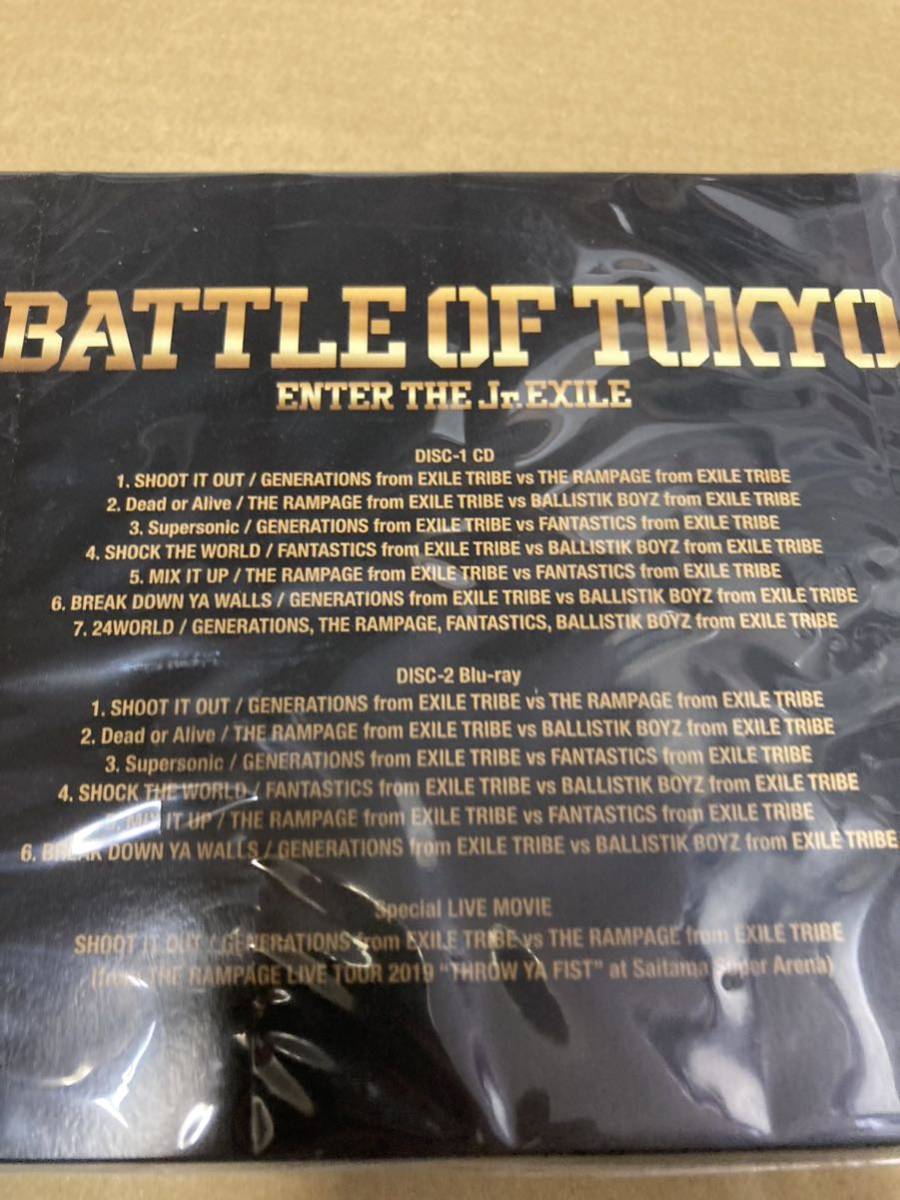 BATTLE OF TOKYO
ENTER THE Jr.EXILE
DISC-1 CD
1. SHOOT IT OUT / GENERATIONS from EXILE TRIBE vs THE RAMPAGE from EXILE TRIBE
2. Dead or Alive / THE RAMPAGE from EXILE TRIBE vs BALLISTIK BOYZ from EXILE TRIBE
3. Supersonic / GENERATIONS from EXILE TRIBE vs FANTASTICS from EXILE TRIBE
4. SHOCK THE WORLD / FANTASTICS from EXILE TRIBE vs BALLISTIK BOYZ from EXILE TRIBE
5. MIX IT UP / THE RAMPAGE from EXILE TRIBE vs FANTASTICS from EXILE TRIBE
6. BREAK DOWN YA WALLS / GENERATIONS from EXILE TRIBE vs BALLISTIK BOYZ from EXILE TRIBE
7. 24WORLD / GENERATIONS, THE RAMPAGE, FANTASTICS, BALLISTIK BOYZ from EXILE TRIBE
DISC-2 Blu-ray
1. SHOOT IT OUT / GENERATIONS from EXILE TRIBE vs THE RAMPAGE from EXILE TRIBE
2. Dead or Alive / THE RAMPAGE from EXILE TRIBE vs BALLISTIK BOYZ from EXILE TRIBE
3. Supersonic / GENERATIONS from EXILE TRIBE vs FANTASTICS from EXILE TRIBE
4. SHOCK THE WORLD / FANTASTICS from EXILE TRIBE vs BALLISTIK BOYZ from EXILE TRIBE
5. MIX IT UP / THE RAMPAGE from EXILE TRIBE vs FANTASTICS from EXILE TRIBE
6. BREAK DOWN YA WALLS / GENERATIONS from EXILE TRIBE vs BALLISTIK BOYZ from EXILE TRIBE
Special LIVE MOVIE
SHOOT IT OUT / GENERATIONS from EXILE TRIBE vs THE RAMPAGE from EXILE TRIBE
(from THE RAMPAGE LIVE TOUR 2019 "THROW YA FIST" at Saitama Super Arena)